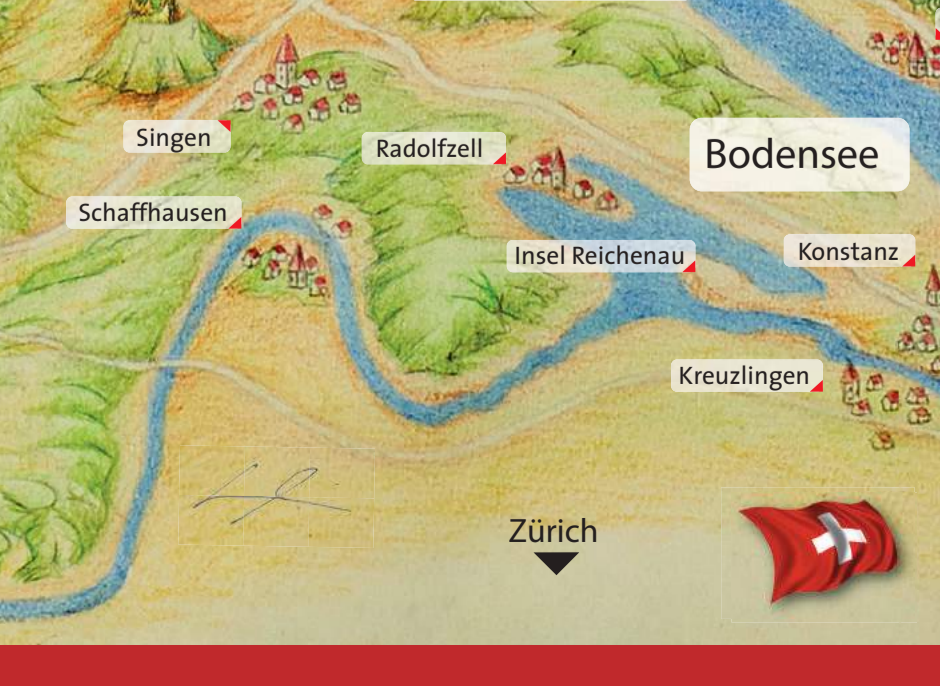 Singen
Radolfzell
Bodensee
Schaffhausen
Insel Reichenau
Konstanz
Kreuzlingen
Zürich